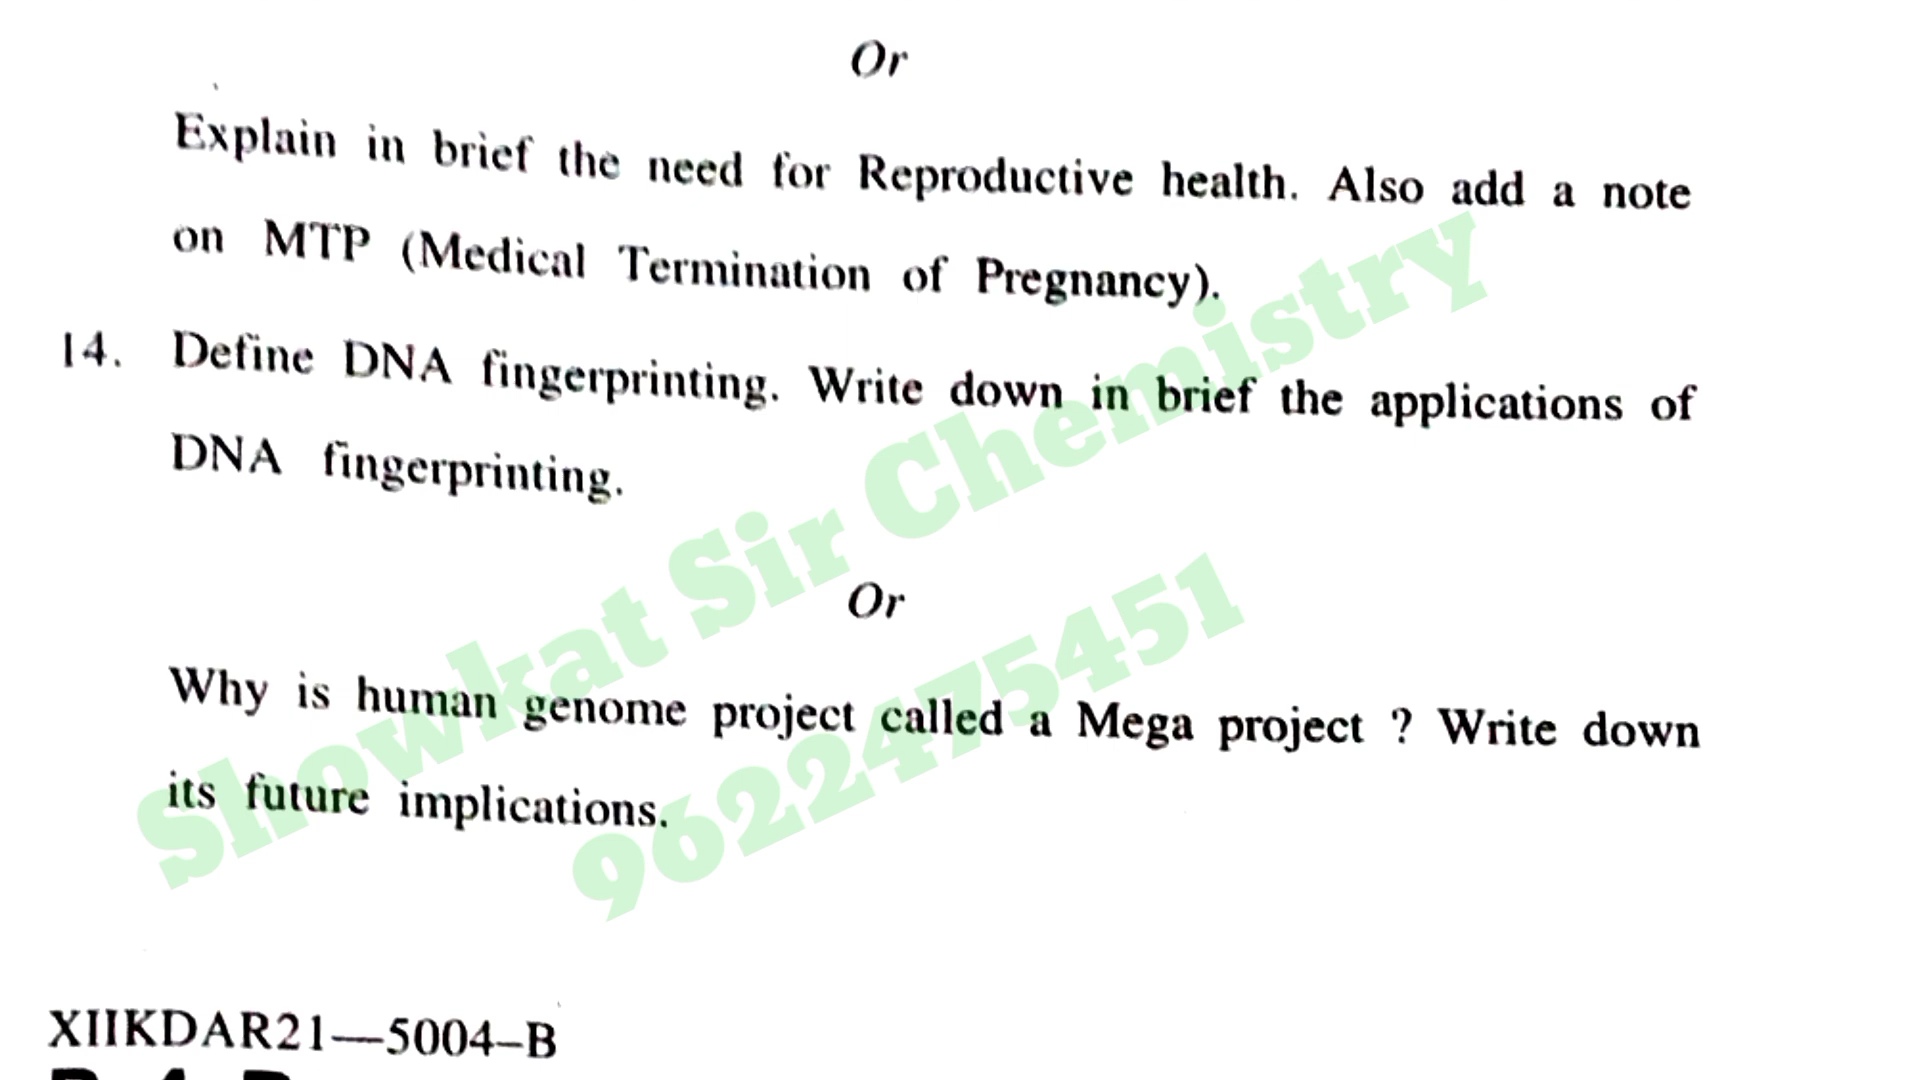 Or
Explain in brief the need for Reproductive health. Also add a note
on MTP (Medical Termination of Pregnancy).
14. Define DNA fingerprinting. Write down in brief the applications of
DNA fingerprinting.
Or
Why is human genome project called a Mega project ? Write down
its future implications.
Showkat Sir Chemistry
9622475451
XIIKDAR21—5004–B